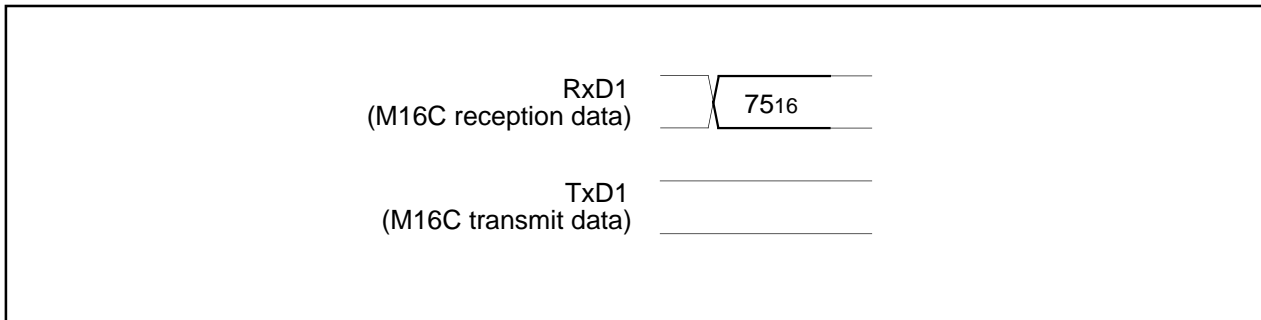 RxD1
(M16C reception data)
7516
TxD1
(M16C transmit data)